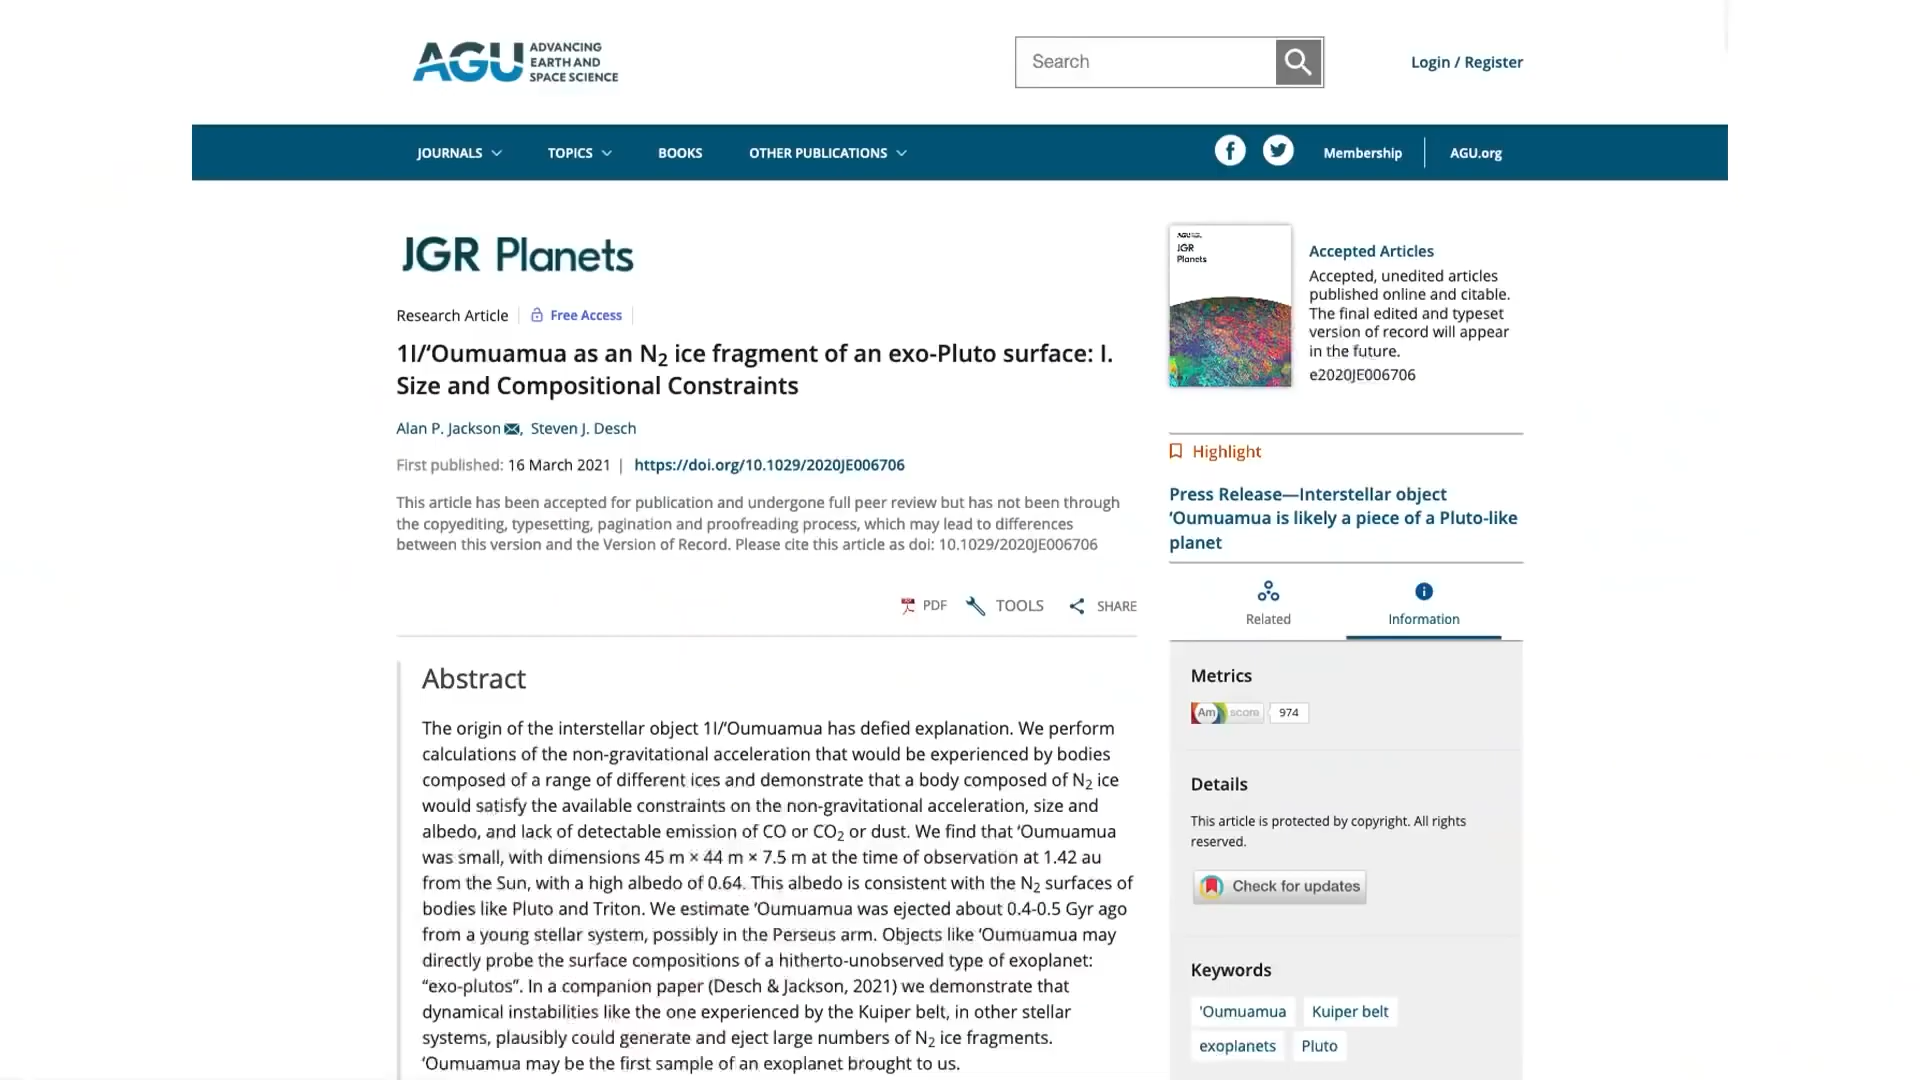 AGU ADVANCING
EARTH AND
SPACE SCIENCE
Search
Login / Register
JOURNALS
TOPICS
BOOKS
OTHER PUBLICATIONS
Membership
AGU.org
JGR Planets
Research Article
Free Access
1I/‘Oumuamua as an N₂ ice fragment of an exo-Pluto surface: I.
Size and Compositional Constraints
Alan P. Jackson, Steven J. Desch
First published: 16 March 2021 | https://doi.org/10.1029/2020JE006706
This article has been accepted for publication and undergone full peer review but has not been through
the copyediting, typesetting, pagination and proofreading process, which may lead to differences
between this version and the Version of Record. Please cite this article as doi: 10.1029/2020JE006706
PDF
TOOLS
SHARE
Abstract
The origin of the interstellar object 1I/‘Oumuamua has defied explanation. We perform
calculations of the non-gravitational acceleration that would be experienced by bodies
composed of a range of different ices and demonstrate that a body composed of N₂ ice
would satisfy the available constraints on the non-gravitational acceleration, size and
albedo, and lack of detectable emission of CO or CO₂ or dust. We find that ‘Oumuamua
was small, with dimensions 45 m × 44 m × 7.5 m at the time of observation at 1.42 au
from the Sun, with a high albedo of 0.64. This albedo is consistent with the N₂ surfaces of
bodies like Pluto and Triton. We estimate ‘Oumuamua was ejected about 0.4-0.5 Gyr ago
from a young stellar system, possibly in the Perseus arm. Objects like ‘Oumuamua may
directly probe the surface compositions of a hitherto-unobserved type of exoplanet:
“exo-plutos”. In a companion paper (Desch & Jackson, 2021) we demonstrate that
dynamical instabilities like the one experienced by the Kuiper belt, in other stellar
systems, plausibly could generate and eject large numbers of N₂ ice fragments.
‘Oumuamua may be the first sample of an exoplanet brought to us.
AGU
JGR
Planets
Accepted Articles
Accepted, unedited articles
published online and citable.
The final edited and typeset
version of record will appear
in the future.
e2020JE006706
Highlight
Press Release—Interstellar object
‘Oumuamua is likely a piece of a Pluto-like
planet
Related
Information
Metrics
Am score 974
Details
This article is protected by copyright. All rights
reserved.
Check for updates
Keywords
'Oumuamua
Kuiper belt
exoplanets
Pluto